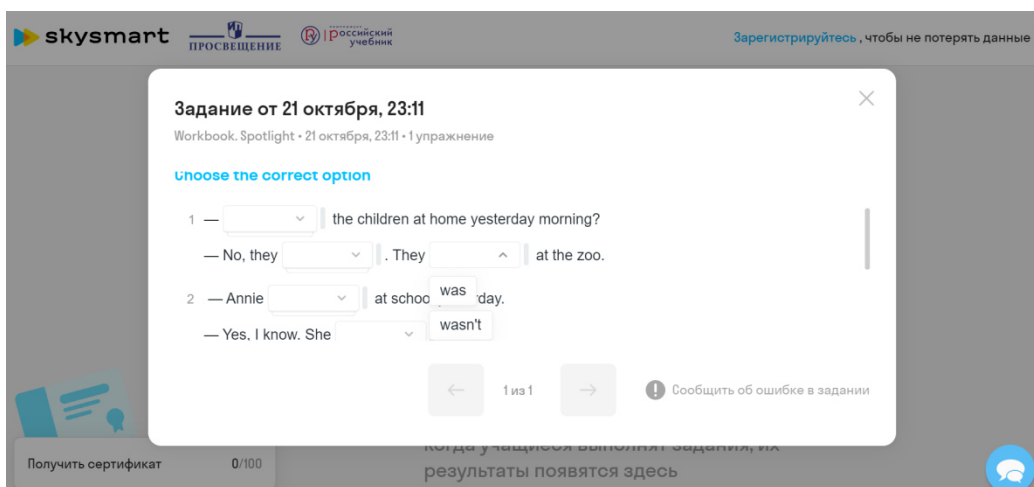 skysmart
ПРОСВЕЩЕНИЕ
РОССИЙСКИЙ
учебник
Зарегистрируйтесь , чтобы не потерять данные
Задание от 21 октября, 23:11
Workbook. Spotlight • 21 октября, 23:11 • 1 упражнение
Choose the correct option
1 — the children at home yesterday morning?
— No, they . They at the zoo.
was
wasn't
2 — Annie at schoo day.
— Yes, I know. She
1 из 1
Сообщить об ошибке в задании
Получить сертификат 0/100
когда учащиеся выполнят задания, их
результаты появятся здесь